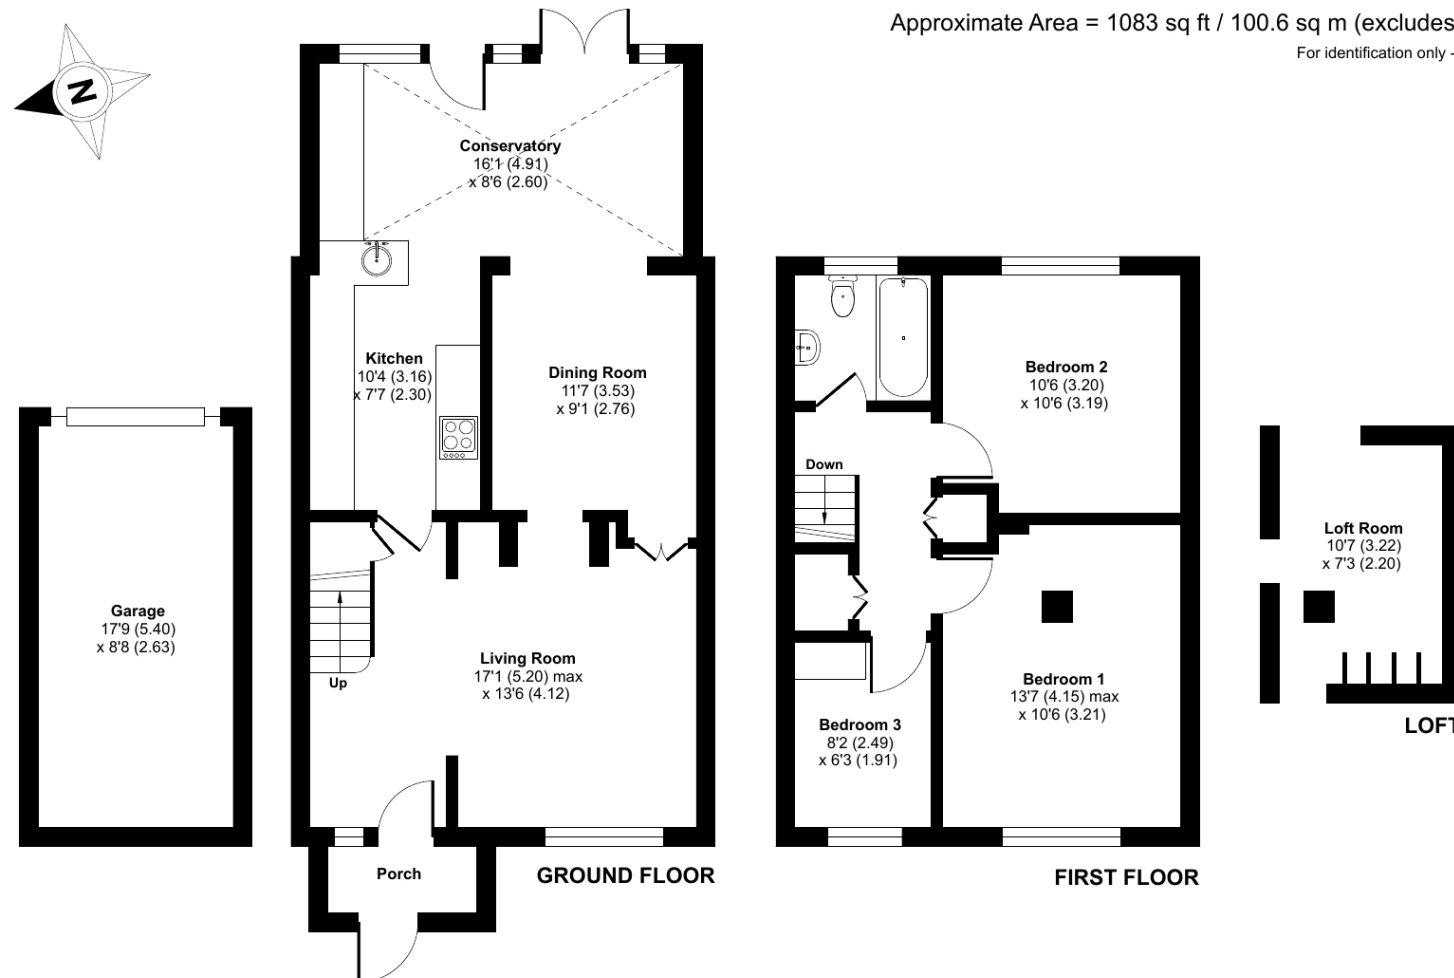 Approximate Area = 1083 sq ft / 100.6 sq m (excludes
For identification only -
N
Conservatory
16'1 (4.91)
x 8'6 (2.60)
Kitchen
10'4 (3.16)
x 7'7 (2.30)
Dining Room
11'7 (3.53)
x 9'1 (2.76)
Bedroom 2
10'6 (3.20)
x 10'6 (3.19)
Down
Loft Room
10'7 (3.22)
x 7'3 (2.20)
Garage
17'9 (5.40)
x 8'8 (2.63)
Living Room
17'1 (5.20) max
x 13'6 (4.12)
Up
Bedroom 1
13'7 (4.15) max
x 10'6 (3.21)
Bedroom 3
8'2 (2.49)
x 6'3 (1.91)
LOFT
Porch
GROUND FLOOR
FIRST FLOOR